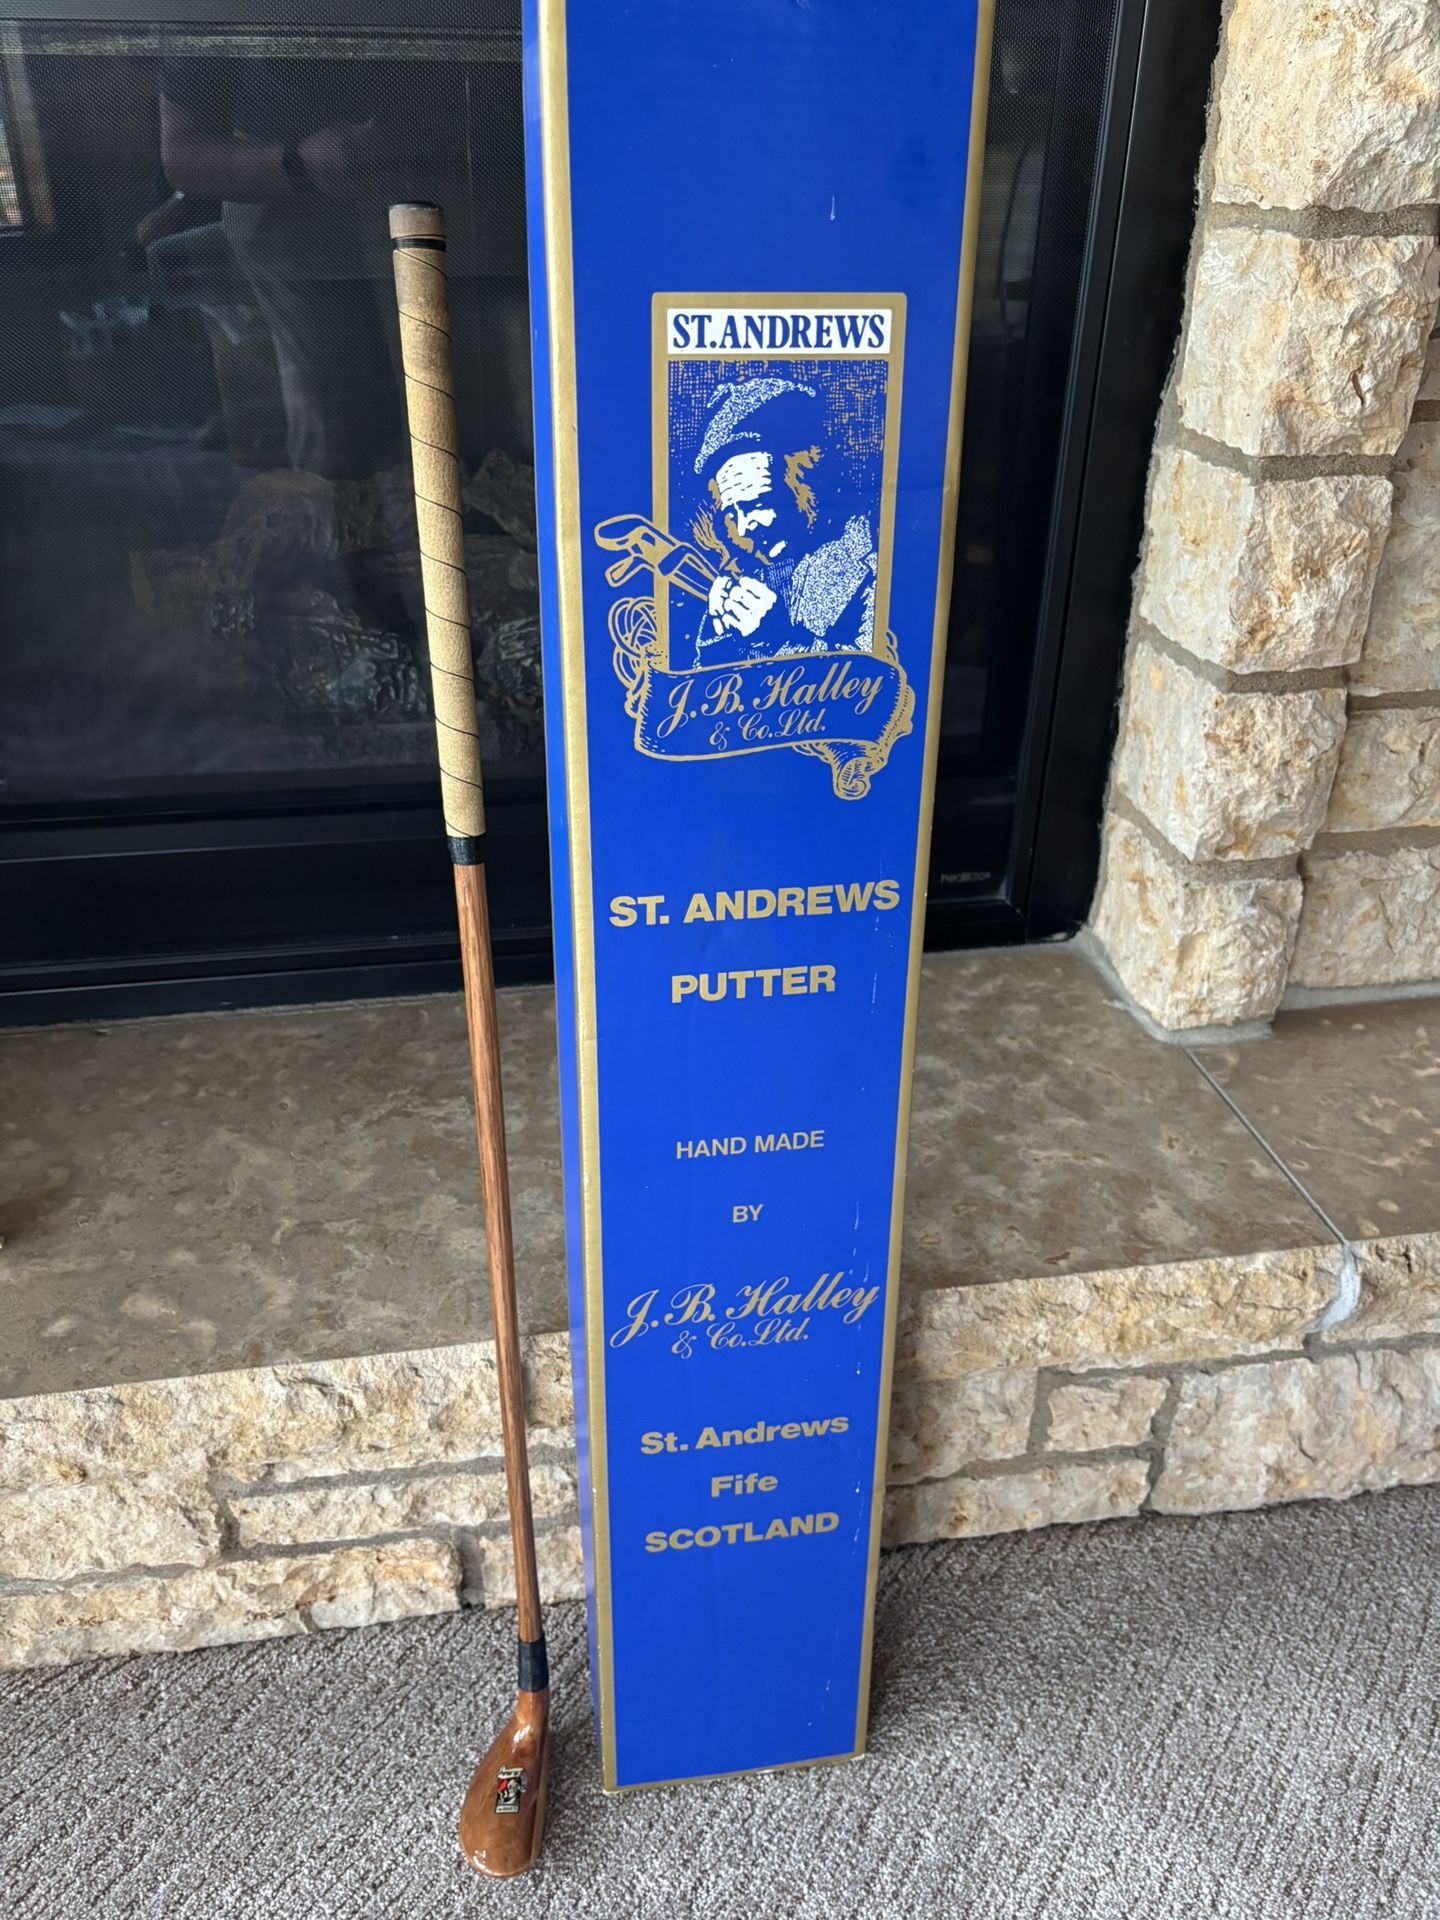 ST.ANDREWS
J.B. Halley
& Co.Ltd.
ST. ANDREWS
PUTTER
HAND MADE
BY
J.B. Halley
& Co.Ltd.
St. Andrews
Fife
SCOTLAND